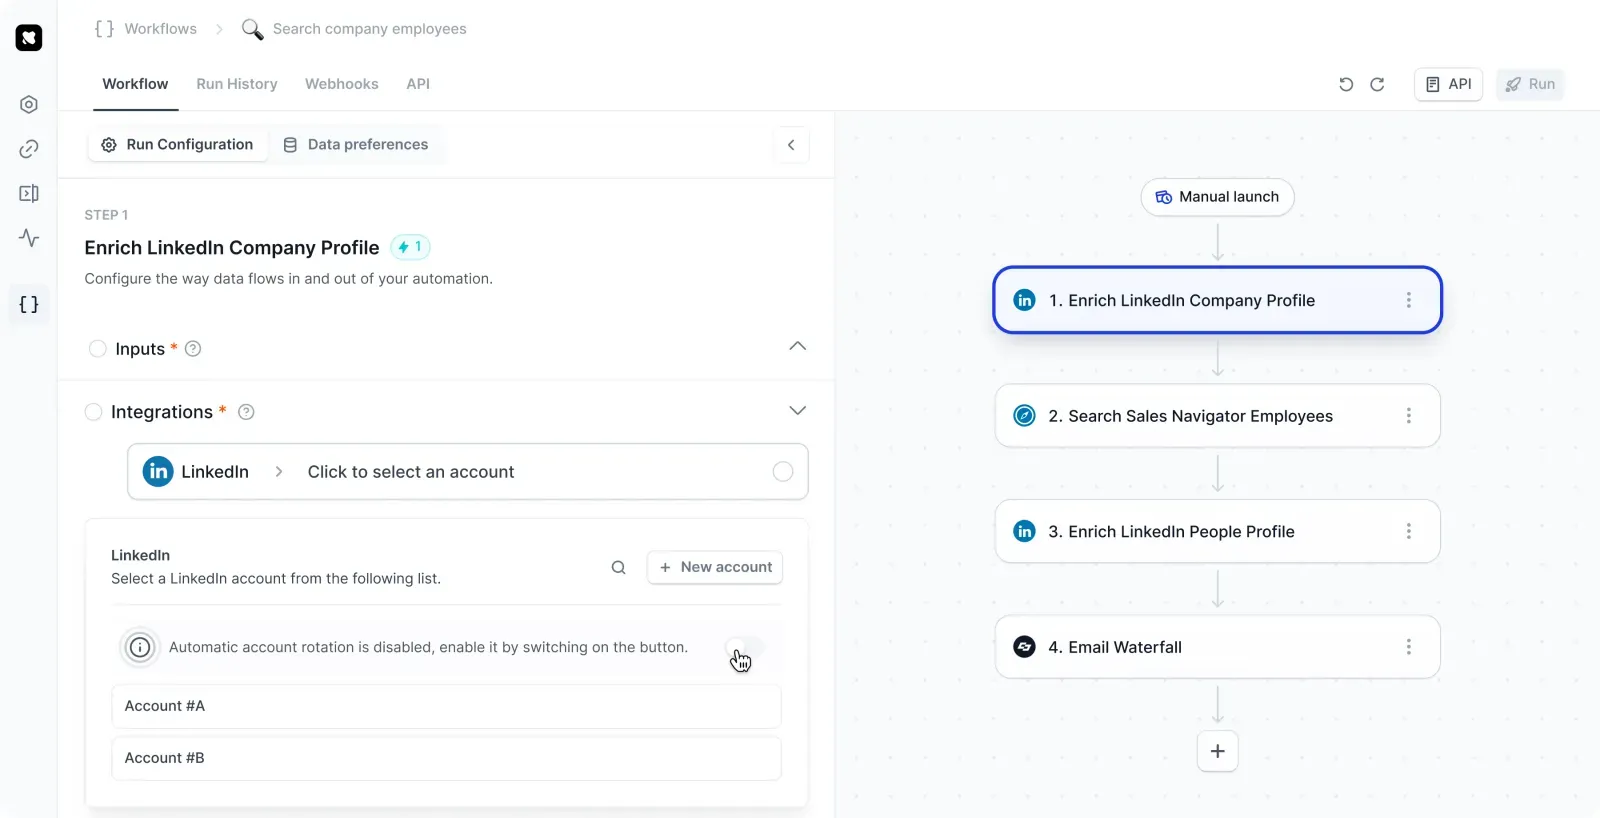 Workflows
Search company employees
Workflow
Run History
Webhooks
API
API
Run
Run Configuration
Data preferences
STEP 1
Enrich LinkedIn Company Profile
1
Configure the way data flows in and out of your automation.
Inputs *
Integrations *
in LinkedIn
Click to select an account
LinkedIn
Select a LinkedIn account from the following list.
+ New account
Automatic account rotation is disabled, enable it by switching on the button.
Account #A
Account #B
Manual launch
in 1. Enrich LinkedIn Company Profile
2. Search Sales Navigator Employees
in 3. Enrich LinkedIn People Profile
4. Email Waterfall